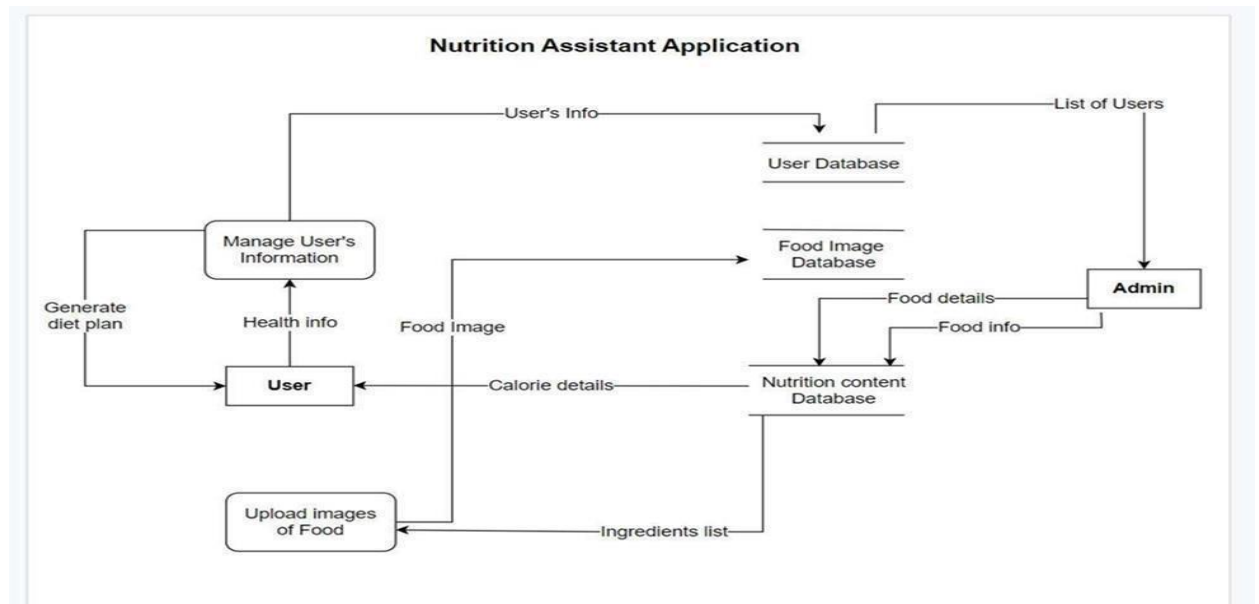 Nutrition Assistant Application
User's Info
List of Users
User Database
Manage User's
Information
Food Image
Database
Admin
Food details
Generate
diet plan
Health info
Food Image
Food info
User
Calorie details
Nutrition content
Database
Upload images
of Food
Ingredients list